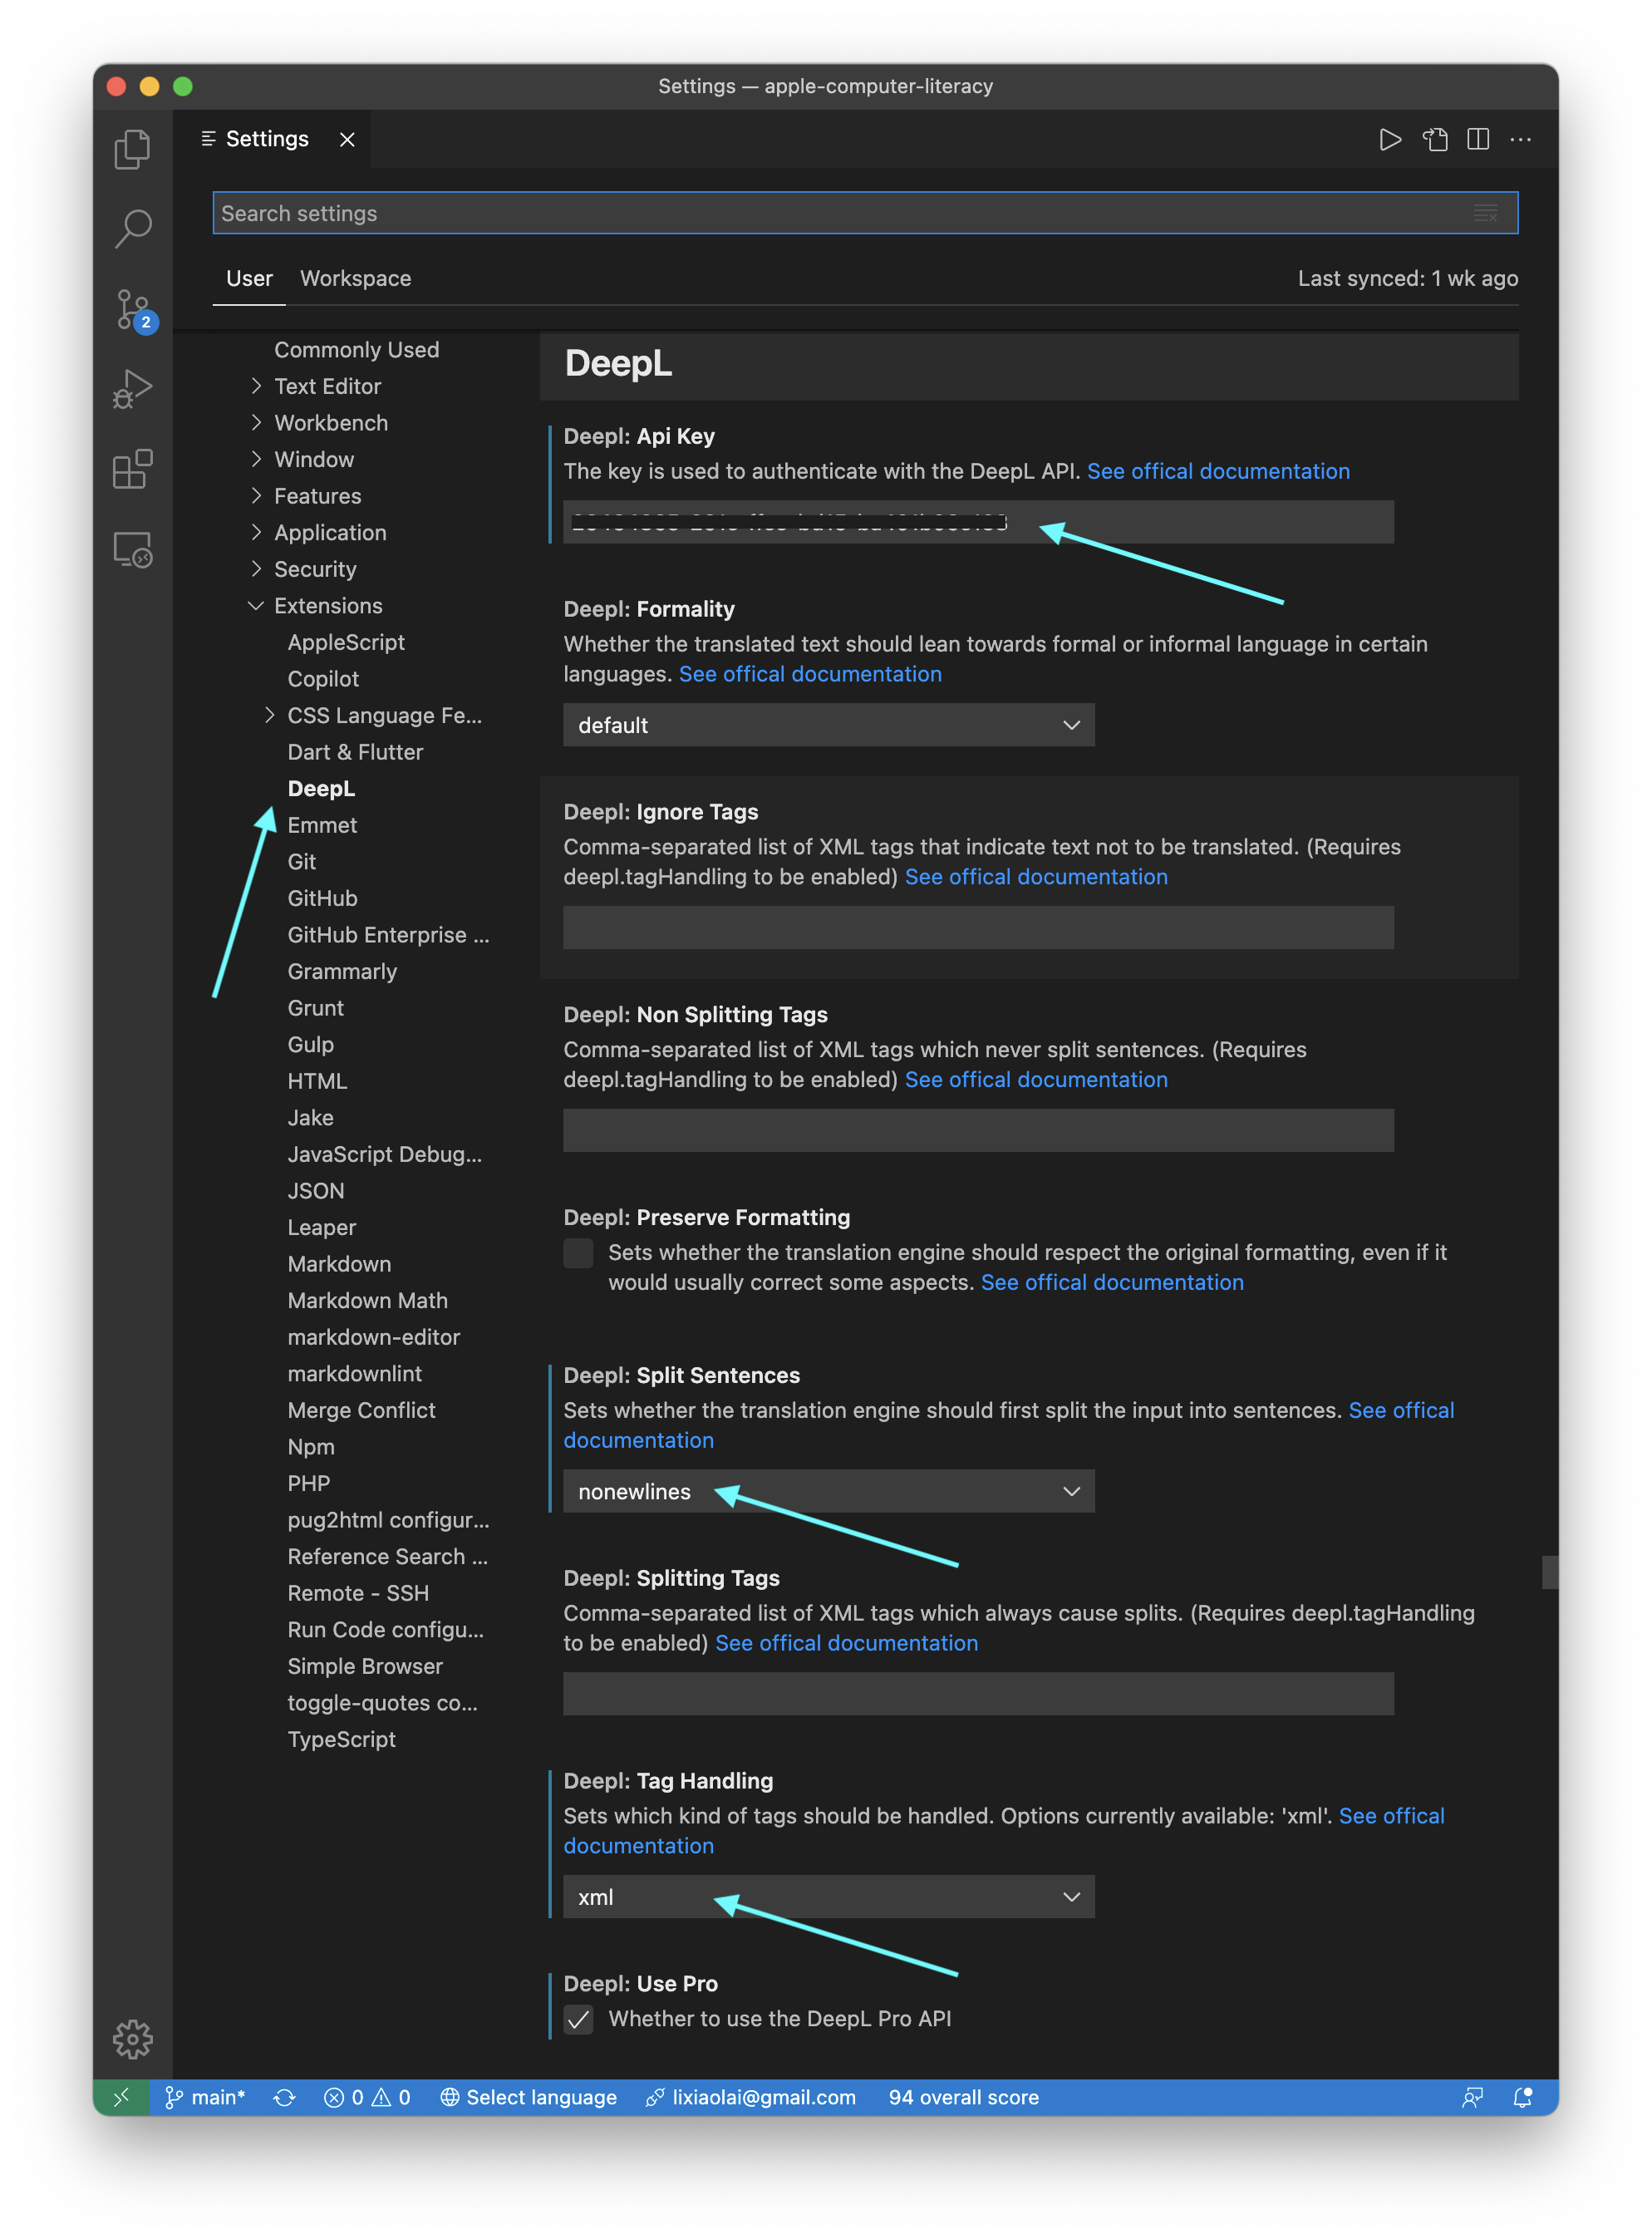 Settings — apple-computer-literacy
Settings
Search settings
User Workspace Last synced: 1 wk ago
Commonly Used
Text Editor
Workbench
Window
Features
Application
Security
Extensions
AppleScript
Copilot
CSS Language Fe...
Dart & Flutter
DeepL
Emmet
Git
GitHub
GitHub Enterprise ...
Grammarly
Grunt
Gulp
HTML
Jake
JavaScript Debug...
JSON
Leaper
Markdown
Markdown Math
markdown-editor
markdownlint
Merge Conflict
Npm
PHP
pug2html configur...
Reference Search ...
Remote - SSH
Run Code configu...
Simple Browser
toggle-quotes co...
TypeScript
DeepL
Deepl: Api Key
The key is used to authenticate with the DeepL API. See offical documentation
Deepl: Formality
Whether the translated text should lean towards formal or informal language in certain
languages. See offical documentation
default
Deepl: Ignore Tags
Comma-separated list of XML tags that indicate text not to be translated. (Requires
deepl.tagHandling to be enabled) See offical documentation
Deepl: Non Splitting Tags
Comma-separated list of XML tags which never split sentences. (Requires
deepl.tagHandling to be enabled) See offical documentation
Deepl: Preserve Formatting
Sets whether the translation engine should respect the original formatting, even if it
would usually correct some aspects. See offical documentation
Deepl: Split Sentences
Sets whether the translation engine should first split the input into sentences. See offical
documentation
nonewlines
Deepl: Splitting Tags
Comma-separated list of XML tags which always cause splits. (Requires deepl.tagHandling
to be enabled) See offical documentation
Deepl: Tag Handling
Sets which kind of tags should be handled. Options currently available: 'xml'. See offical
documentation
xml
Deepl: Use Pro
Whether to use the DeepL Pro API
2
main* 0 0 Select language lixiaolai@gmail.com 94 overall score